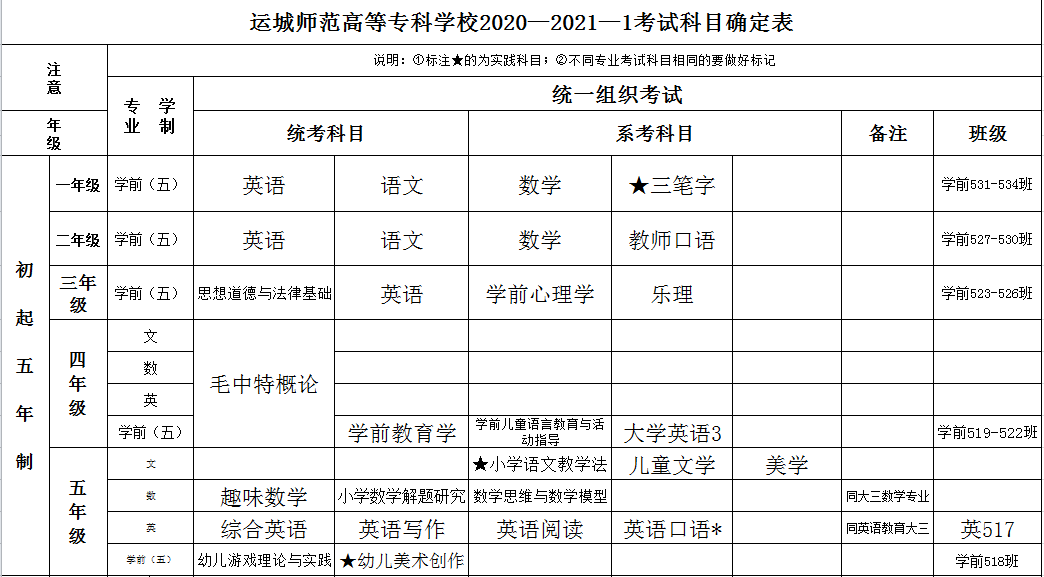 运城师范高等专科学校2020—2021—1考试科目确定表
注意
说明：①标注★的为实践科目；②不同专业考试科目相同的要做好标记
专业 学制
统一组织考试
年级
统考科目 系考科目 备注 班级
初起五年制
一年级 学前（五） 英语 语文 数学 ★三笔字 学前531-534班
二年级 学前（五） 英语 语文 数学 教师口语 学前527-530班
三年级 学前（五） 思想道德与法律基础 英语 学前心理学 乐理 学前523-526班
四年级
文
毛中特概论
数
英
学前（五） 学前教育学 学前儿童语言教育与活动指导 大学英语3 学前519-522班
五年级
文 ★小学语文教学法 儿童文学 美学
数 趣味数学 小学数学解题研究 数学思维与数学模型 同大三数学专业
英 综合英语 英语写作 英语阅读 英语口语* 同英语教育大三 英517
学前（五） 幼儿游戏理论与实践 ★幼儿美术创作 学前518班